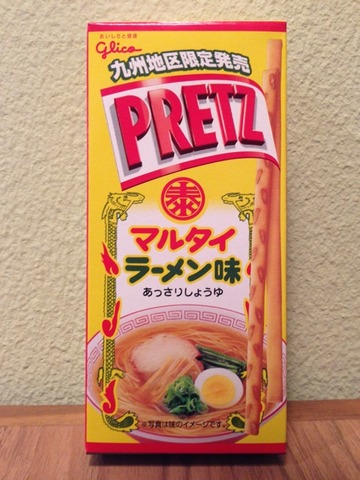 おいしさと健康
glico
九州地区限定発売
PRETZ
泰
マルタイ
ラーメン味
あっさりしょうゆ
※写真は味のイメージです。